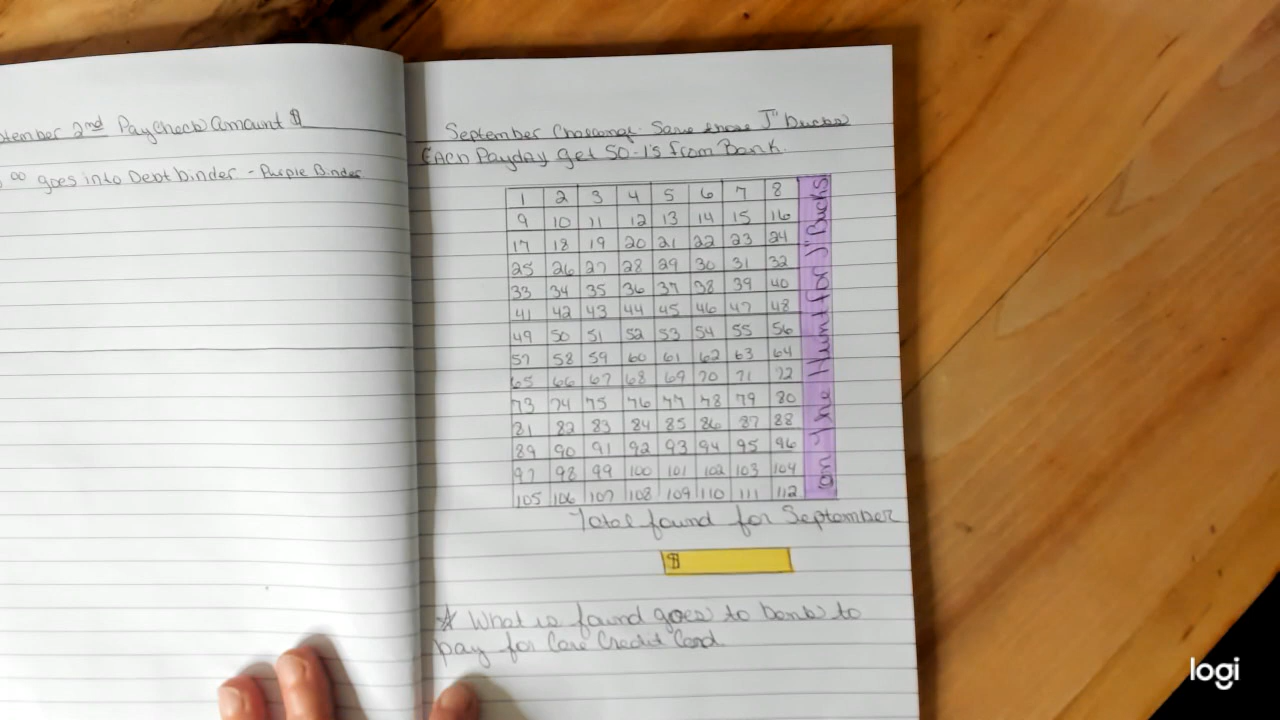 tember 2nd Paycheck Amount $
00 goes into Debt binder - Purple Binder
September Challenge. Save those "J" bucks
Each Payday get 50-1's from Bank.
1 2 3 4 5 6 7 8
9 10 11 12 13 14 15 16
17 18 19 20 21 22 23 24
25 26 27 28 29 30 31 32
33 34 35 36 37 38 39 40
41 42 43 44 45 46 47 48
49 50 51 52 53 54 55 56
57 58 59 60 61 62 63 64
65 66 67 68 69 70 71 72
73 74 75 76 77 78 79 80
81 82 83 84 85 86 87 88
89 90 91 92 93 94 95 96
97 98 99 100 101 102 103 104
105 106 107 108 109 110 111 112
on The Hunt for J" Bucks
Total found for September
$
* What is found goes to bank to
pay for Care Credit Card
logi